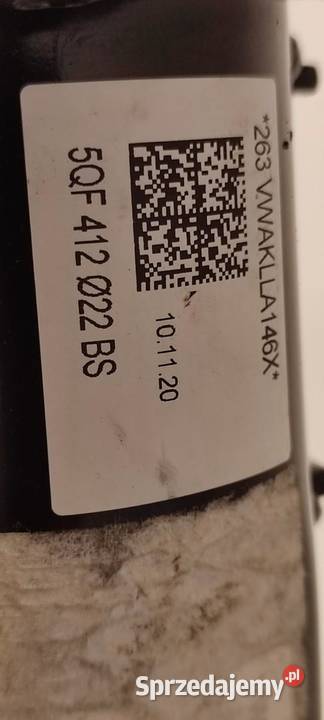 *263 VWAKLLA146X*
10.11.20
5QF 412 Ø22 BS
Sprzedajemy.pl